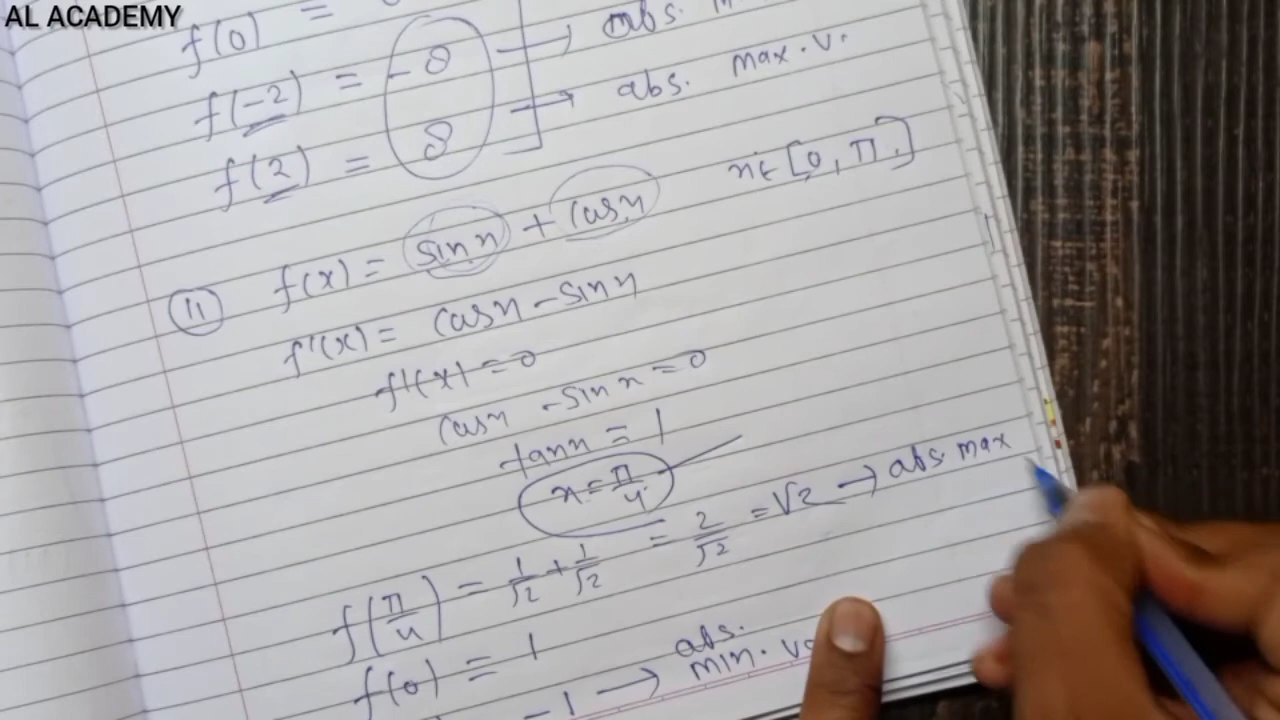 AL ACADEMY
f(0) =
f(-2) = -8 → abs.
f(2) = 8 → abs. max. v.
(11) f(x) = sin x + cos x x ∈ [0, π]
f'(x) = cos x - sin x
f'(x) = 0
cos x - sin x = 0
tan x = 1
x = π/4
f(π/4) = 1/√2 + 1/√2 = 2/√2 = √2 → abs. max
f(0) = 1
-1 → abs. min. va